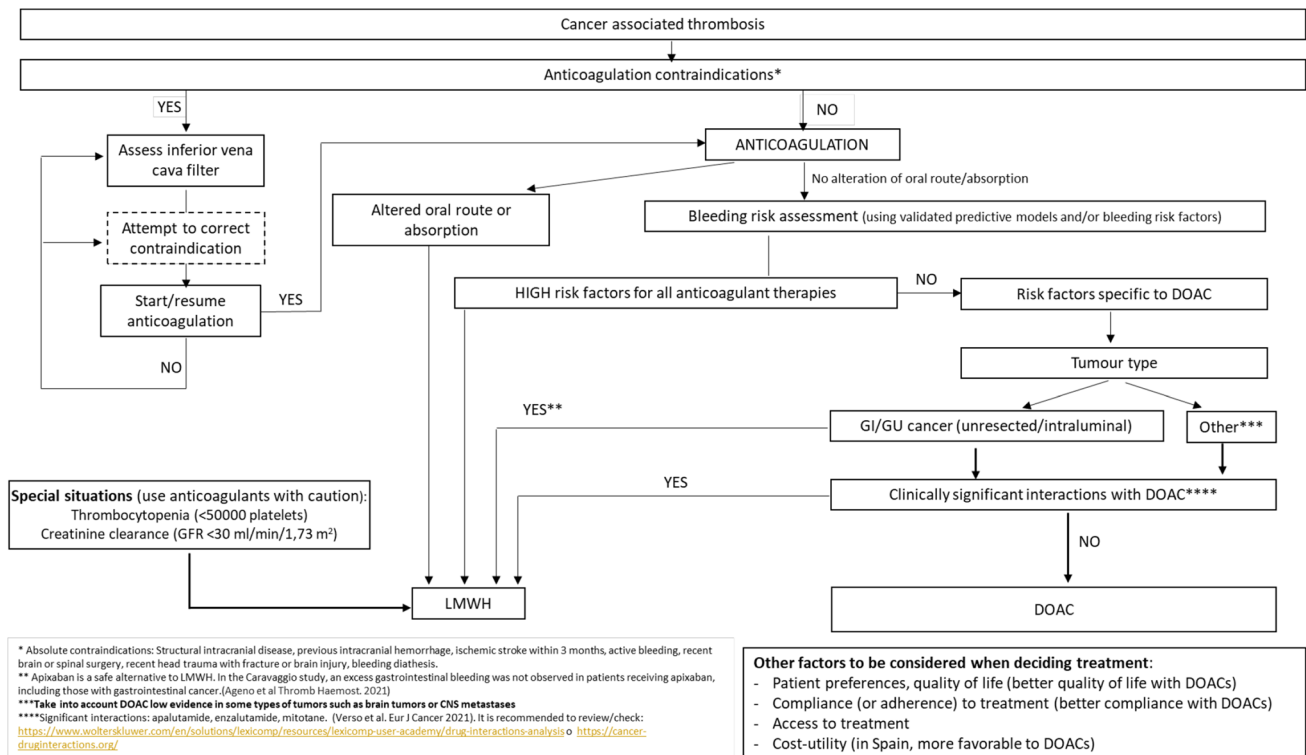 Cancer associated thrombosis
Anticoagulation contraindications*
YES
NO
Assess inferior vena
cava filter
ANTICOAGULATION
No alteration of oral route/absorption
Altered oral route or
absorption
Bleeding risk assessment (using validated predictive models and/or bleeding risk factors)
Attempt to correct
contraindication
HIGH risk factors for all anticoagulant therapies
NO
Risk factors specific to DOAC
Start/resume
anticoagulation
YES
NO
Tumour type
YES**
GI/GU cancer (unresected/intraluminal)
Other***
YES
Clinically significant interactions with DOAC****
Special situations (use anticoagulants with caution):
Thrombocytopenia (<50000 platelets)
Creatinine clearance (GFR <30 ml/min/1,73 m²)
NO
LMWH
DOAC
* Absolute contraindications: Structural intracranial disease, previous intracranial hemorrhage, ischemic stroke within 3 months, active bleeding, recent
brain or spinal surgery, recent head trauma with fracture or brain injury, bleeding diathesis.
** Apixaban is a safe alternative to LMWH. In the Caravaggio study, an excess gastrointestinal bleeding was not observed in patients receiving apixaban,
including those with gastrointestinal cancer.(Ageno et al Thromb Haemost. 2021)
***Take into account DOAC low evidence in some types of tumors such as brain tumors or CNS metastases
****Significant interactions: apalutamide, enzalutamide, mitotane. (Verso et al. Eur J Cancer 2021). It is recommended to review/check:
https://www.wolterskluwer.com/en/solutions/lexicomp/resources/lexicomp-user-academy/drug-interactions-analysis o https://cancer-
druginteractions.org/
Other factors to be considered when deciding treatment:
- Patient preferences, quality of life (better quality of life with DOACs)
- Compliance (or adherence) to treatment (better compliance with DOACs)
- Access to treatment
- Cost-utility (in Spain, more favorable to DOACs)